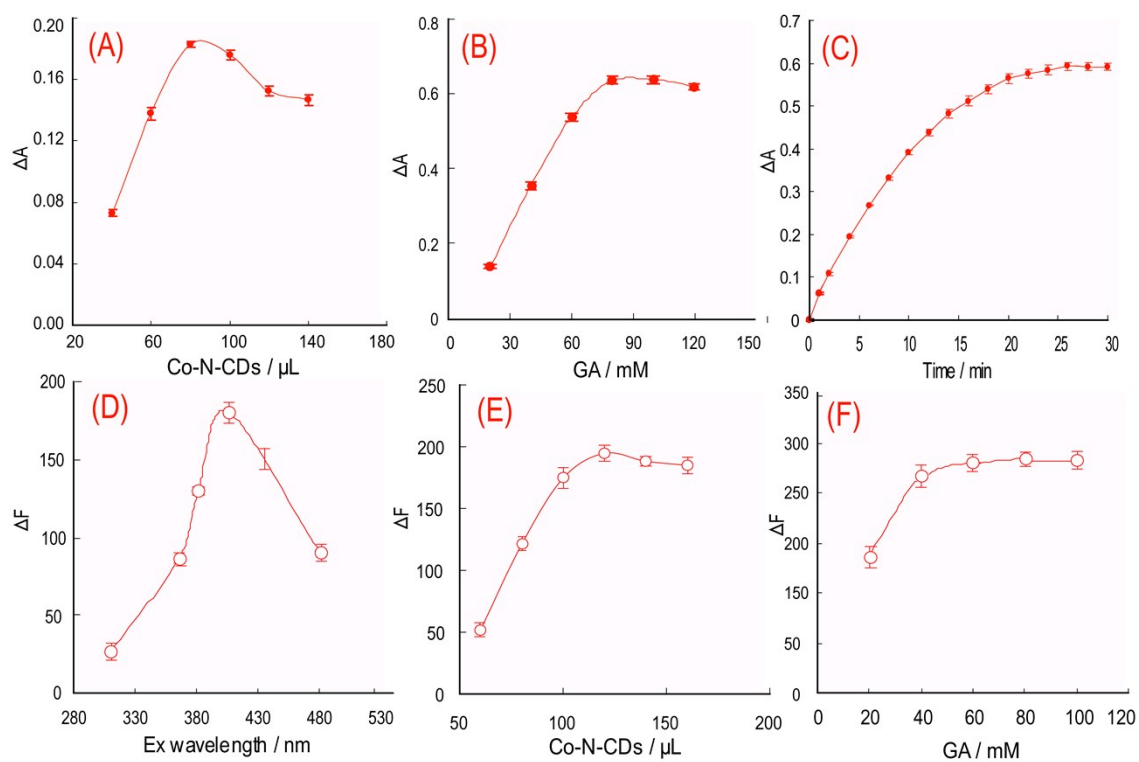 (A)
0.20
0.16
0.12
0.08
0.04
0.00
ΔA
20 60 100 140 180
Co-N-CDs / µL
(B)
0.8
0.6
0.4
0.2
0
ΔA
0 30 60 90 120 150
GA / mM
(C)
0.7
0.6
0.5
0.4
0.3
0.2
0.1
0
ΔA
0 5 10 15 20 25 30
Time / min
(D)
200
150
100
50
0
ΔF
280 330 380 430 480 530
Ex wavelength / nm
(E)
250
200
150
100
50
0
ΔF
50 100 150 200
Co-N-CDs / µL
(F)
350
300
250
200
150
50
0
ΔF
0 20 40 60 80 100 120
GA / mM